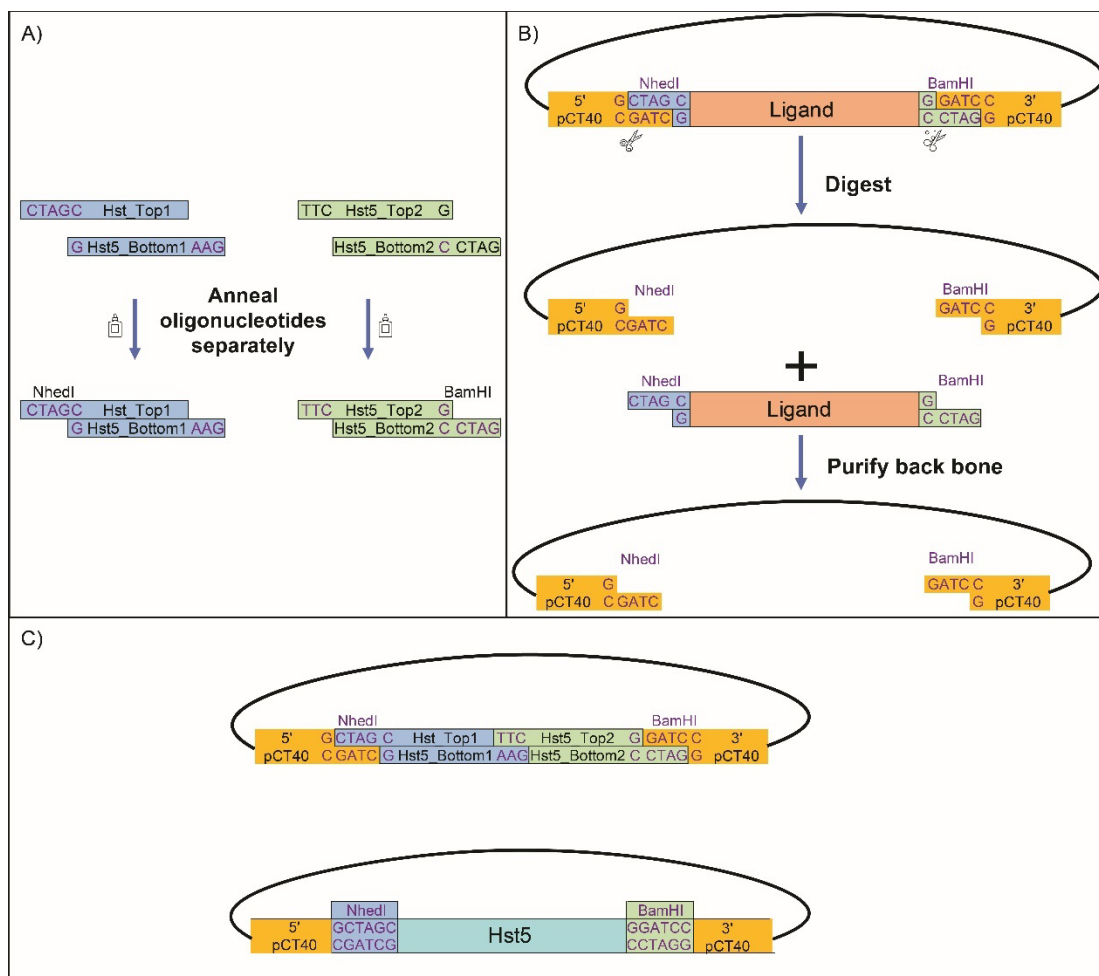 A)
CTAGC Hst_Top1
TTC Hst5_Top2 G
G Hst5_Bottom1 AAG
Hst5_Bottom2 C CTAG
Anneal
oligonucleotides
separately
NhedI
BamHI
CTAGC Hst_Top1
TTC Hst5_Top2 G
G Hst5_Bottom1 AAG
Hst5_Bottom2 C CTAG
B)
NhedI
BamHI
5' G CTAG C Ligand G GATC C 3'
pCT40 C GATC G C CTAG G pCT40
Digest
NhedI
BamHI
5' G GATC C 3'
pCT40 CGATC G pCT40
+
NhedI
BamHI
CTAG C Ligand G
G C CTAG
Purify back bone
NhedI
BamHI
5' G GATC C 3'
pCT40 C GATC G pCT40
C)
NhedI
BamHI
5' G CTAG C Hst_Top1 TTC Hst5_Top2 G GATC C 3'
pCT40 C GATC G Hst5_Bottom1 AAG Hst5_Bottom2 C CTAG G pCT40
NhedI
BamHI
5' GCTAGC Hst5 GGATCC 3'
pCT40 CGATCG CCTAGG pCT40